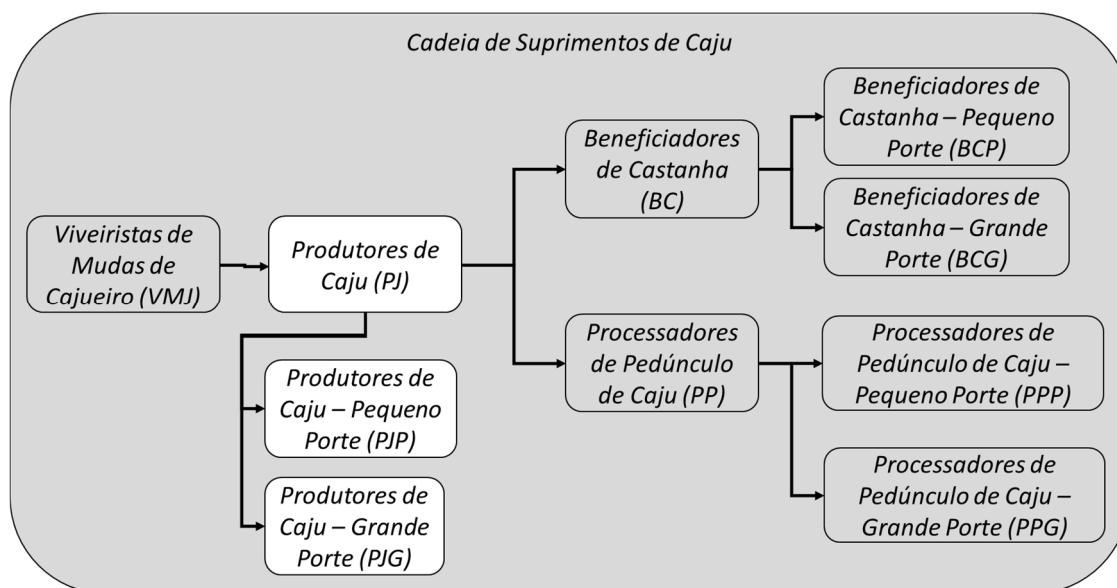 Cadeia de Suprimentos de Caju
Viveiristas de
Mudas de
Cajueiro (VMJ)
Produtores de
Caju (PJ)
Produtores de
Caju – Pequeno
Porte (PJP)
Produtores de
Caju – Grande
Porte (PJG)
Beneficiadores
de Castanha
(BC)
Beneficiadores de
Castanha – Pequeno
Porte (BCP)
Beneficiadores de
Castanha – Grande
Porte (BCG)
Processadores
de Pedúnculo
de Caju (PP)
Processadores de
Pedúnculo de Caju –
Pequeno Porte (PPP)
Processadores de
Pedúnculo de Caju –
Grande Porte (PPG)